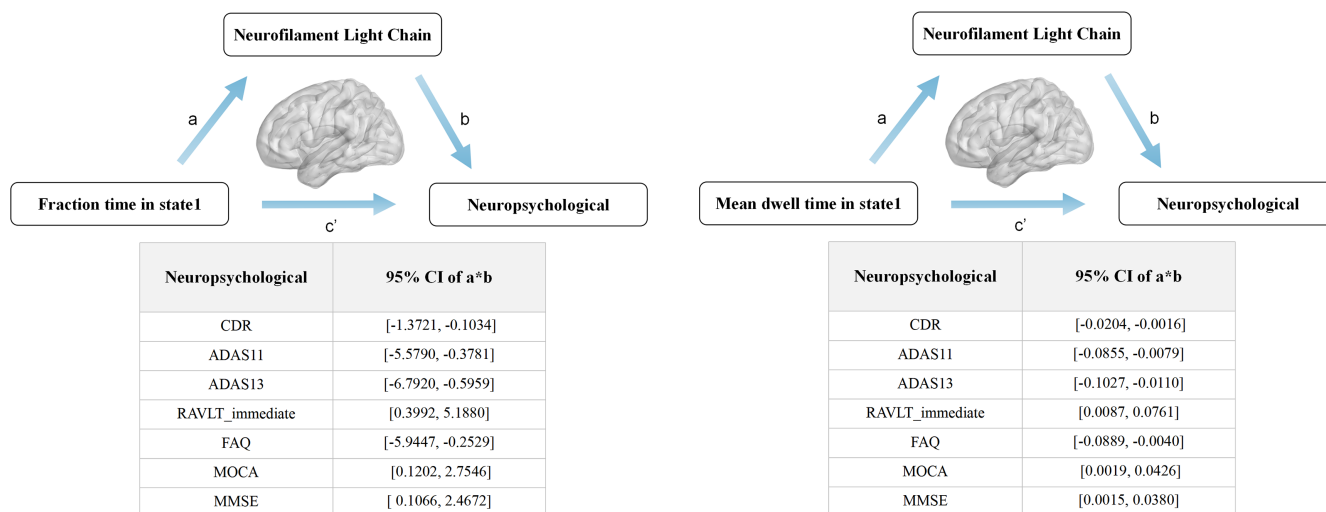 Neurofilament Light Chain
a
b
Fraction time in state1
c’
Neuropsychological
Neuropsychological 95% CI of a*b
CDR [-1.3721, -0.1034]
ADAS11 [-5.5790, -0.3781]
ADAS13 [-6.7920, -0.5959]
RAVLT_immediate [0.3992, 5.1880]
FAQ [-5.9447, -0.2529]
MOCA [0.1202, 2.7546]
MMSE [ 0.1066, 2.4672]
Neurofilament Light Chain
a
b
Mean dwell time in state1
c’
Neuropsychological
Neuropsychological 95% CI of a*b
CDR [-0.0204, -0.0016]
ADAS11 [-0.0855, -0.0079]
ADAS13 [-0.1027, -0.0110]
RAVLT_immediate [0.0087, 0.0761]
FAQ [-0.0889, -0.0040]
MOCA [0.0019, 0.0426]
MMSE [0.0015, 0.0380]